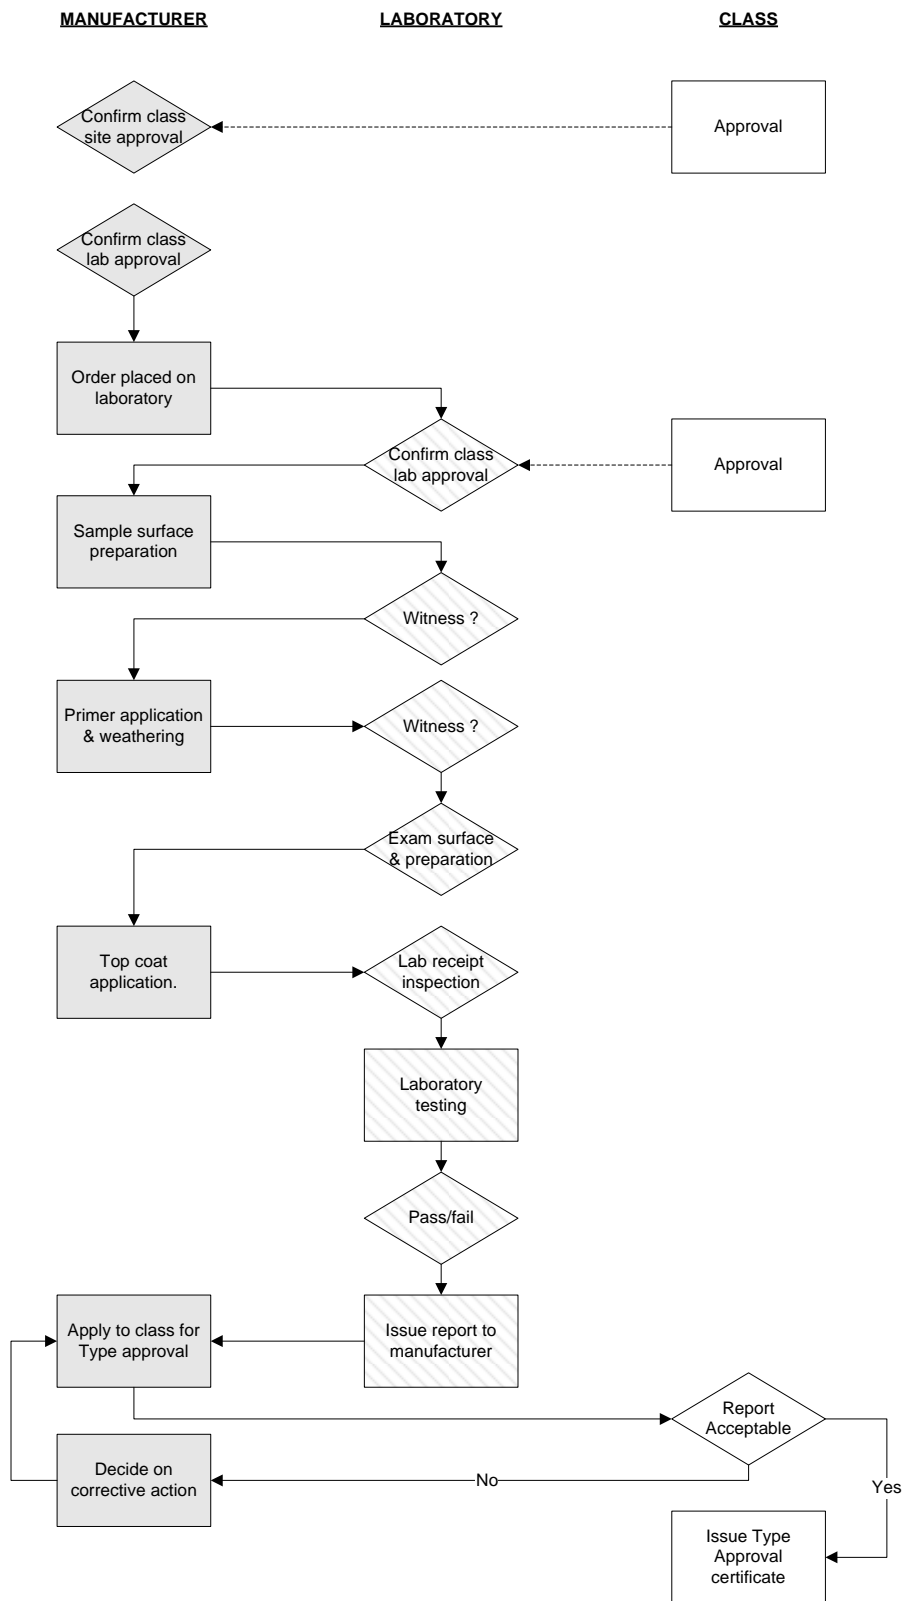 MANUFACTURER
LABORATORY
CLASS
Confirm class
site approval
Approval
Confirm class
lab approval
Order placed on
laboratory
Confirm class
lab approval
Approval
Sample surface
preparation
Witness ?
Primer application
& weathering
Witness ?
Exam surface
& preparation
Top coat
application.
Lab receipt
inspection
Laboratory
testing
Pass/fail
Apply to class for
Type approval
Issue report to
manufacturer
Report
Acceptable
Decide on
corrective action
No
Yes
Issue Type
Approval
certificate